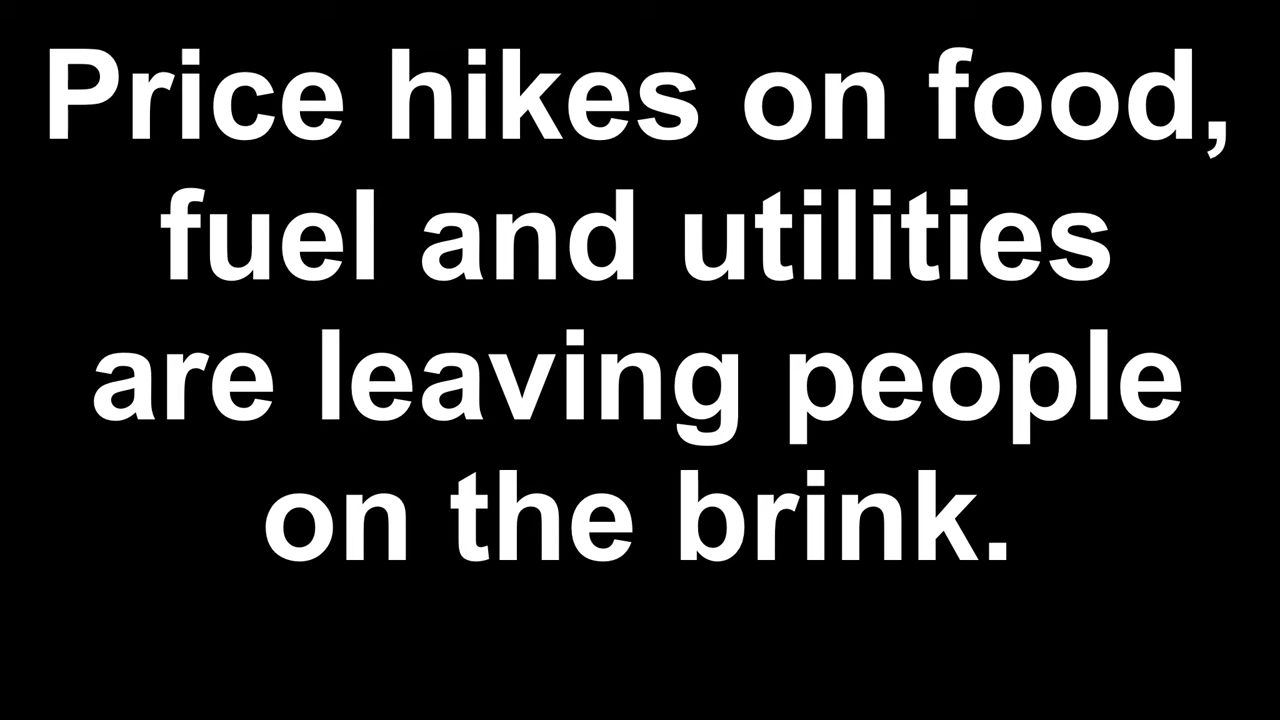 Price hikes on food,
fuel and utilities
are leaving people
on the brink.